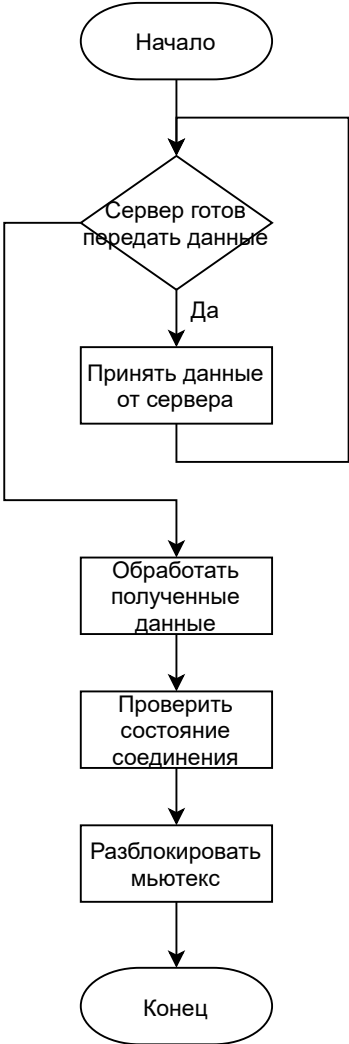 Начало
Сервер готов
передать данные
Да
Принять данные
от сервера
Обработать
полученные
данные
Проверить
состояние
соединения
Разблокировать
мьютекс
Конец